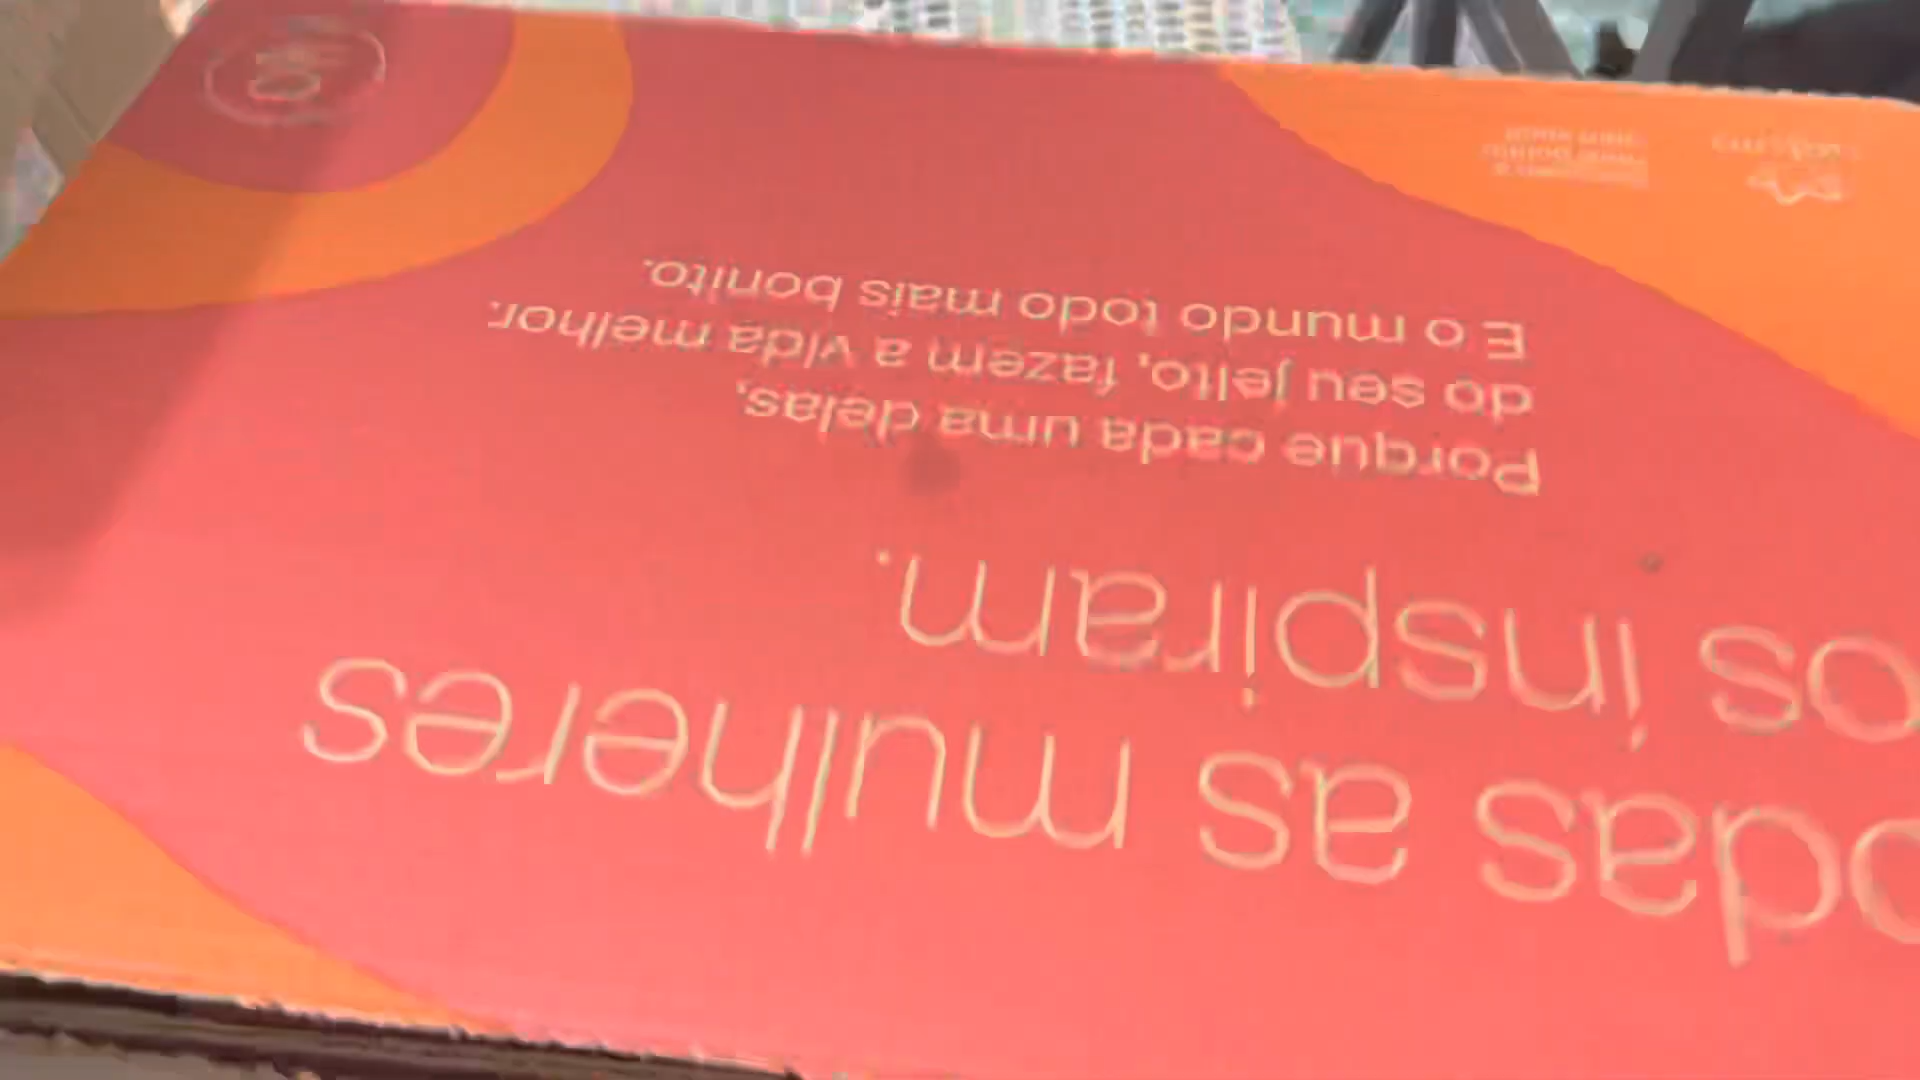 odas as mulheres
os inspiram.
Porque cada uma delas,
do seu jeito, fazem a vida melhor.
E o mundo todo mais bonito.